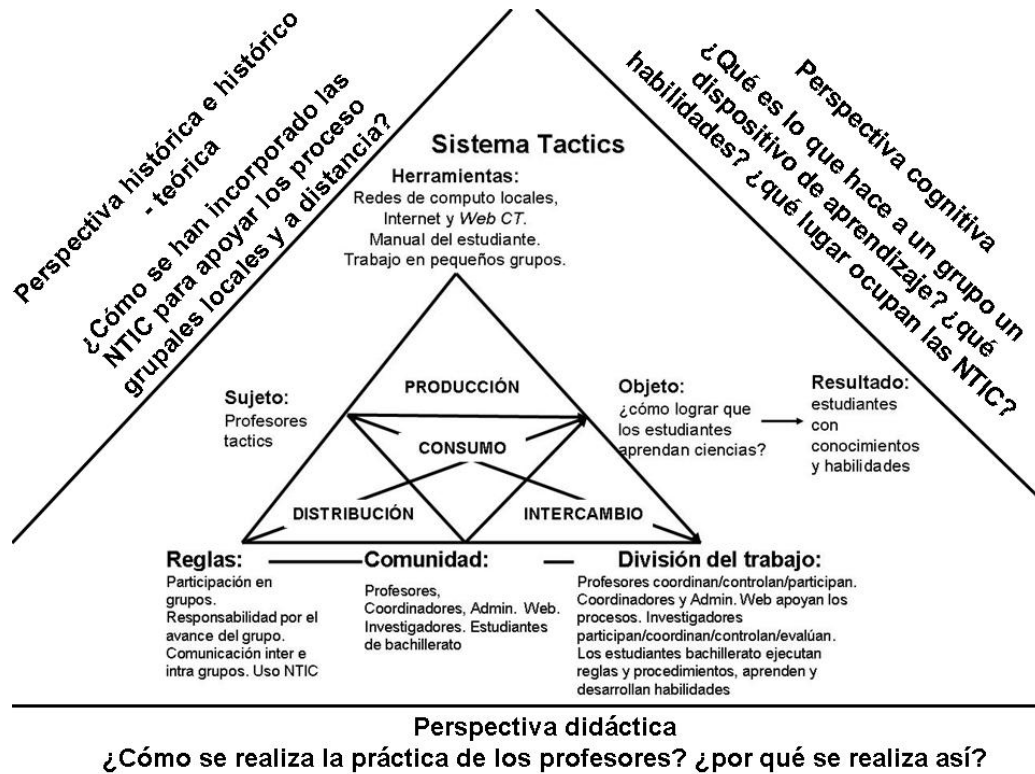 Perspectiva histórica e histórico
- teórica
¿Cómo se han incorporado las
NTIC para apoyar los proceso
grupales locales y a distancia?
Perspectiva cognitiva
¿Qué es lo que hace a un grupo un
dispositivo de aprendizaje? ¿qué
habilidades? ¿qué lugar ocupan las NTIC?
Sistema Tactics
Herramientas:
Redes de computo locales,
Internet y Web CT.
Manual del estudiante.
Trabajo en pequeños grupos.
PRODUCCIÓN
Sujeto:
Profesores
tactics
Objeto:
¿cómo lograr que
los estudiantes
aprendan ciencias?
Resultado:
estudiantes
con
conocimientos
y habilidades
CONSUMO
DISTRIBUCIÓN
INTERCAMBIO
Reglas:
Participación en
grupos.
Responsabilidad por el
avance del grupo.
Comunicación inter e
intra grupos. Uso NTIC
Comunidad:
Profesores,
Coordinadores, Admin. Web.
Investigadores. Estudiantes
de bachillerato
División del trabajo:
Profesores coordinan/controlan/participan.
Coordinadores y Admin. Web apoyan los
procesos. Investigadores
participan/coordinan/controlan/evalúan.
Los estudiantes bachillerato ejecutan
reglas y procedimientos, aprenden y
desarrollan habilidades
Perspectiva didáctica
¿Cómo se realiza la práctica de los profesores? ¿por qué se realiza así?